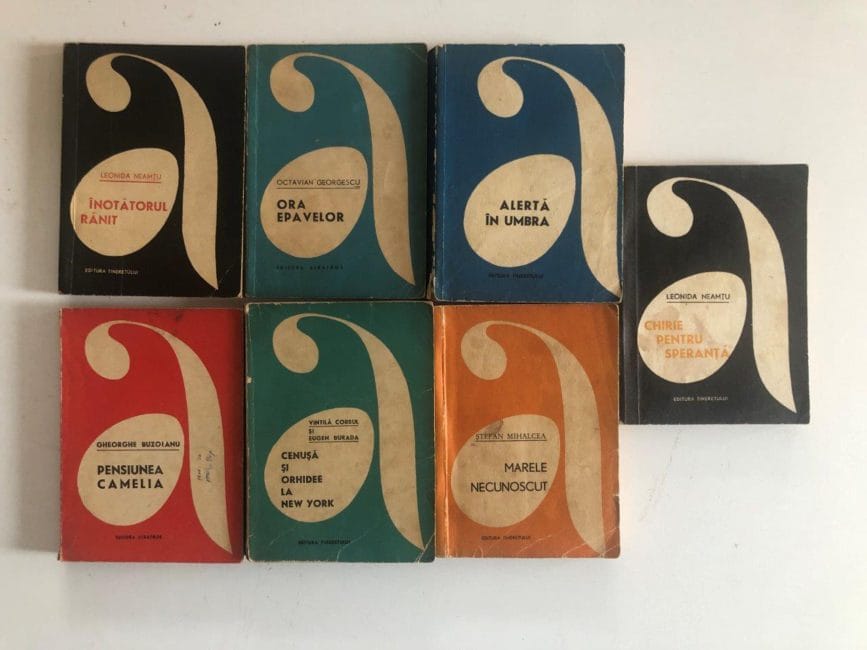 LEONIDA NEAMȚU
ÎNOTĂTORUL
RĂNIT
EDITURA TINERETULUI
OCTAVIAN GEORGESCU
ORA
EPAVELOR
EDITURA ALBATROS
ALERTĂ
ÎN UMBRA
EDITURA TINERETULUI
LEONIDA NEAMȚU
CHIRIE
PENTRU
SPERANȚĂ
EDITURA TINERETULUI
GHEORGHE BUZOIANU
PENSIUNEA
CAMELIA
EDITURA ALBATROS
VINTILĂ CORBUL
ȘI
EUGEN BURADA
CENUȘĂ
ȘI
ORHIDEE
LA
NEW YORK
EDITURA TINERETULUI
ȘTEFAN MIHALCEA
MARELE
NECUNOSCUT
EDITURA TINERETULUI